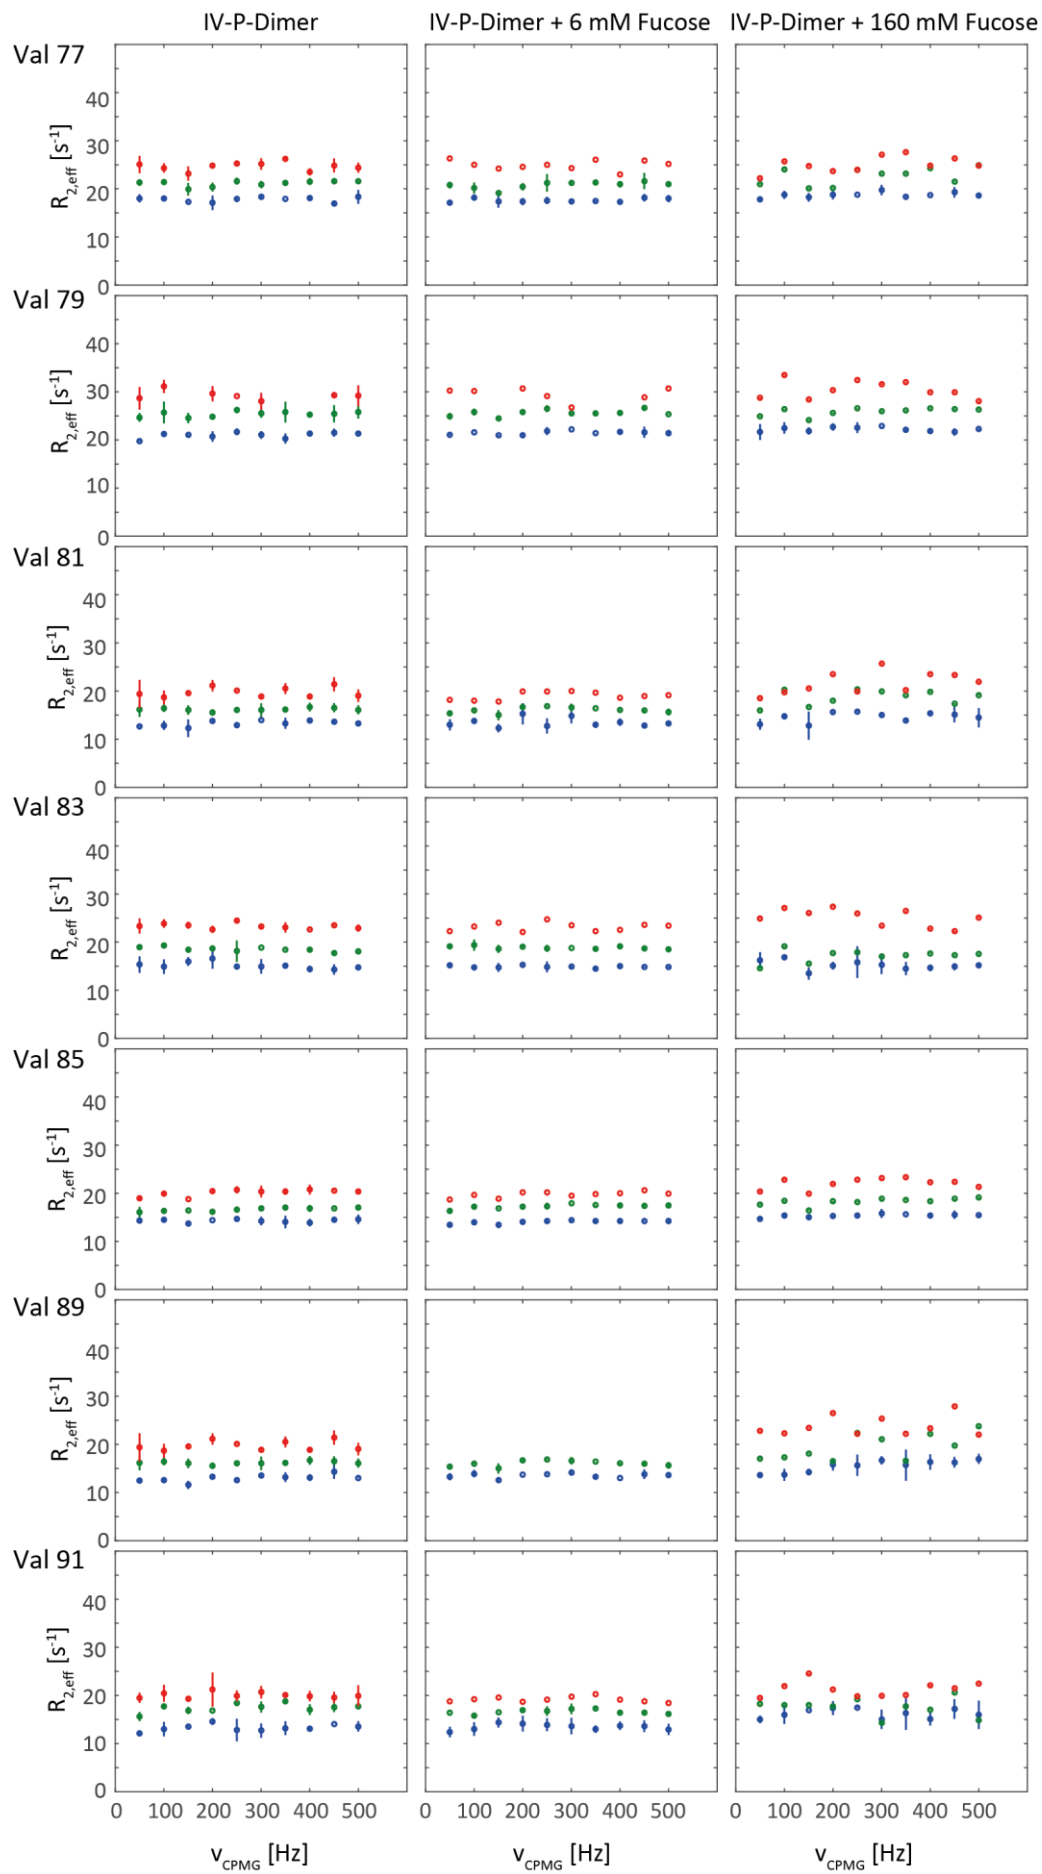 IV-P-Dimer IV-P-Dimer + 6 mM Fucose IV-P-Dimer + 160 mM Fucose
Val 77
R2,eff [s-1]
40
30
20
10
0
Val 79
R2,eff [s-1]
40
30
20
10
0
Val 81
R2,eff [s-1]
40
30
20
10
0
Val 83
R2,eff [s-1]
40
30
20
10
0
Val 85
R2,eff [s-1]
40
30
20
10
0
Val 89
R2,eff [s-1]
40
30
20
10
0
Val 91
R2,eff [s-1]
40
30
20
10
0
0 100 200 300 400 500 0 100 200 300 400 500 0 100 200 300 400 500
vCPMG [Hz] vCPMG [Hz] vCPMG [Hz]